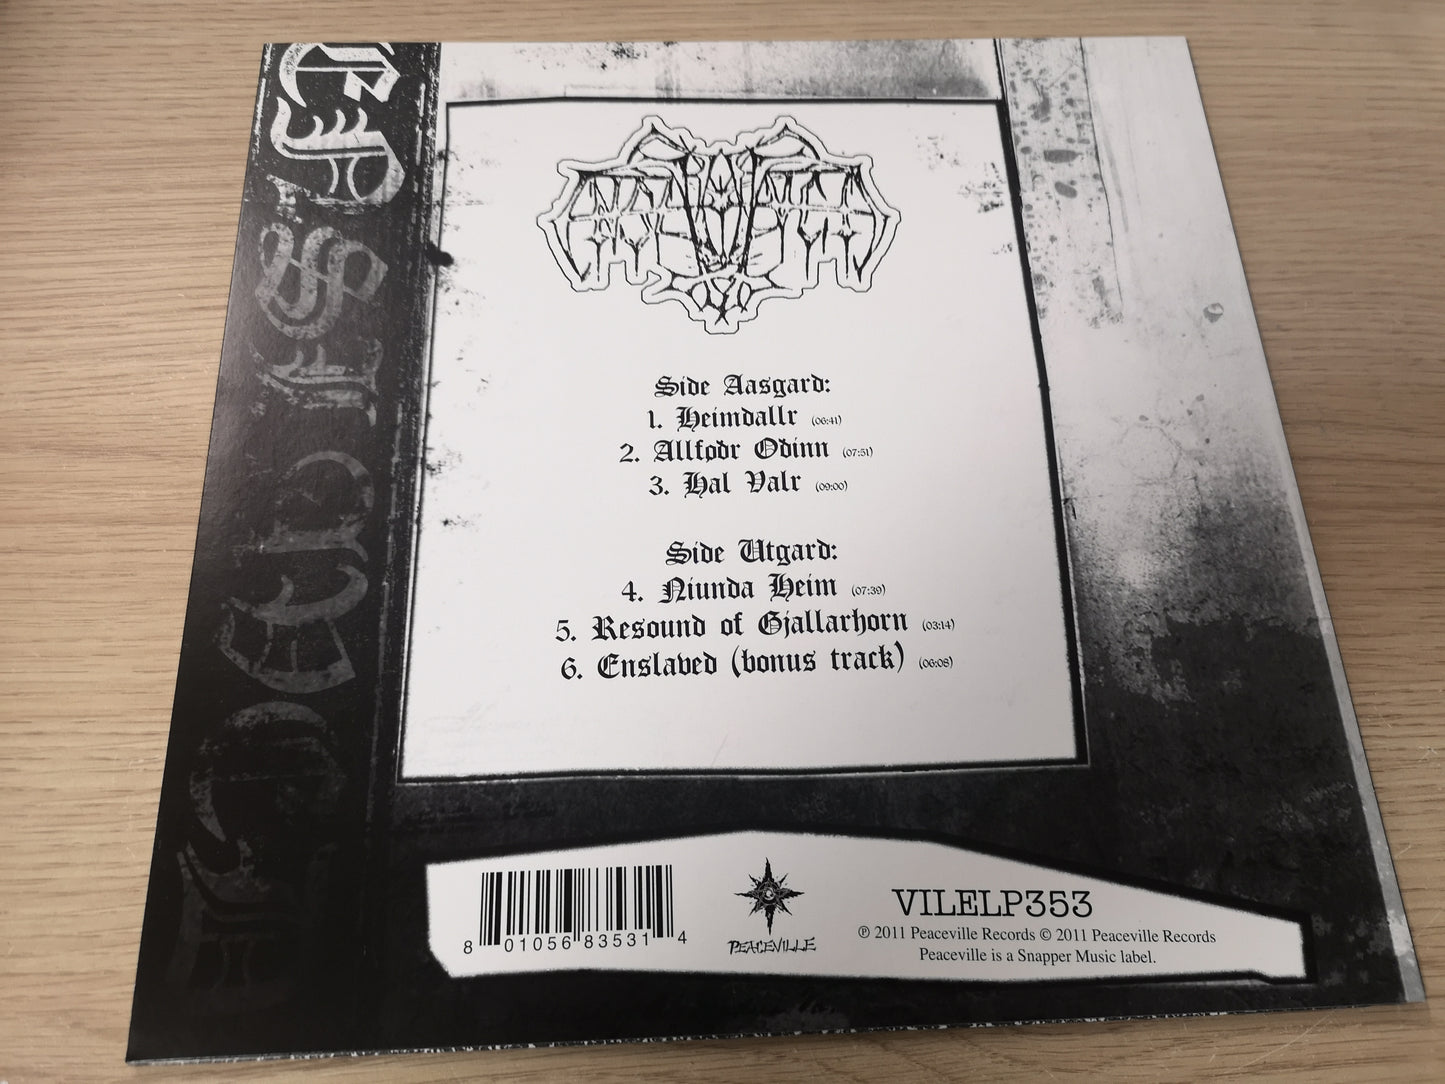 Side Aasgard:
1. Heimdallr (06:41)
2. Allføðr Oðinn (07:51)
3. Hal Valr (09:00)
Side Utgard:
4. Niunda Heim (07:39)
5. Resound of Gjallarhorn (03:14)
6. Enslaved (bonus track) (06:08)
8 01056 83531 4
PEACEVILLE
VILELP353
℗ 2011 Peaceville Records © 2011 Peaceville Records
Peaceville is a Snapper Music label.